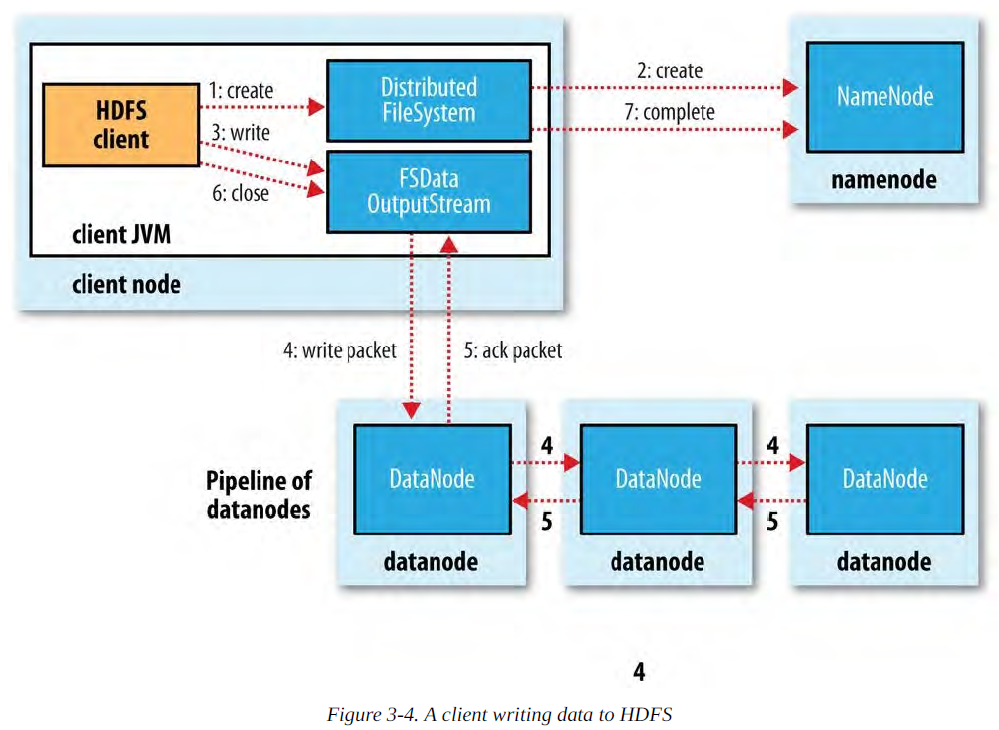 1: create
2: create
Distributed
FileSystem
NameNode
HDFS
client
3: write
7: complete
FSData
OutputStream
namenode
6: close
client JVM
client node
4: write packet
5: ack packet
4
4
Pipeline of
datanodes
DataNode
DataNode
DataNode
5
5
datanode
datanode
datanode
4
Figure 3-4. A client writing data to HDFS